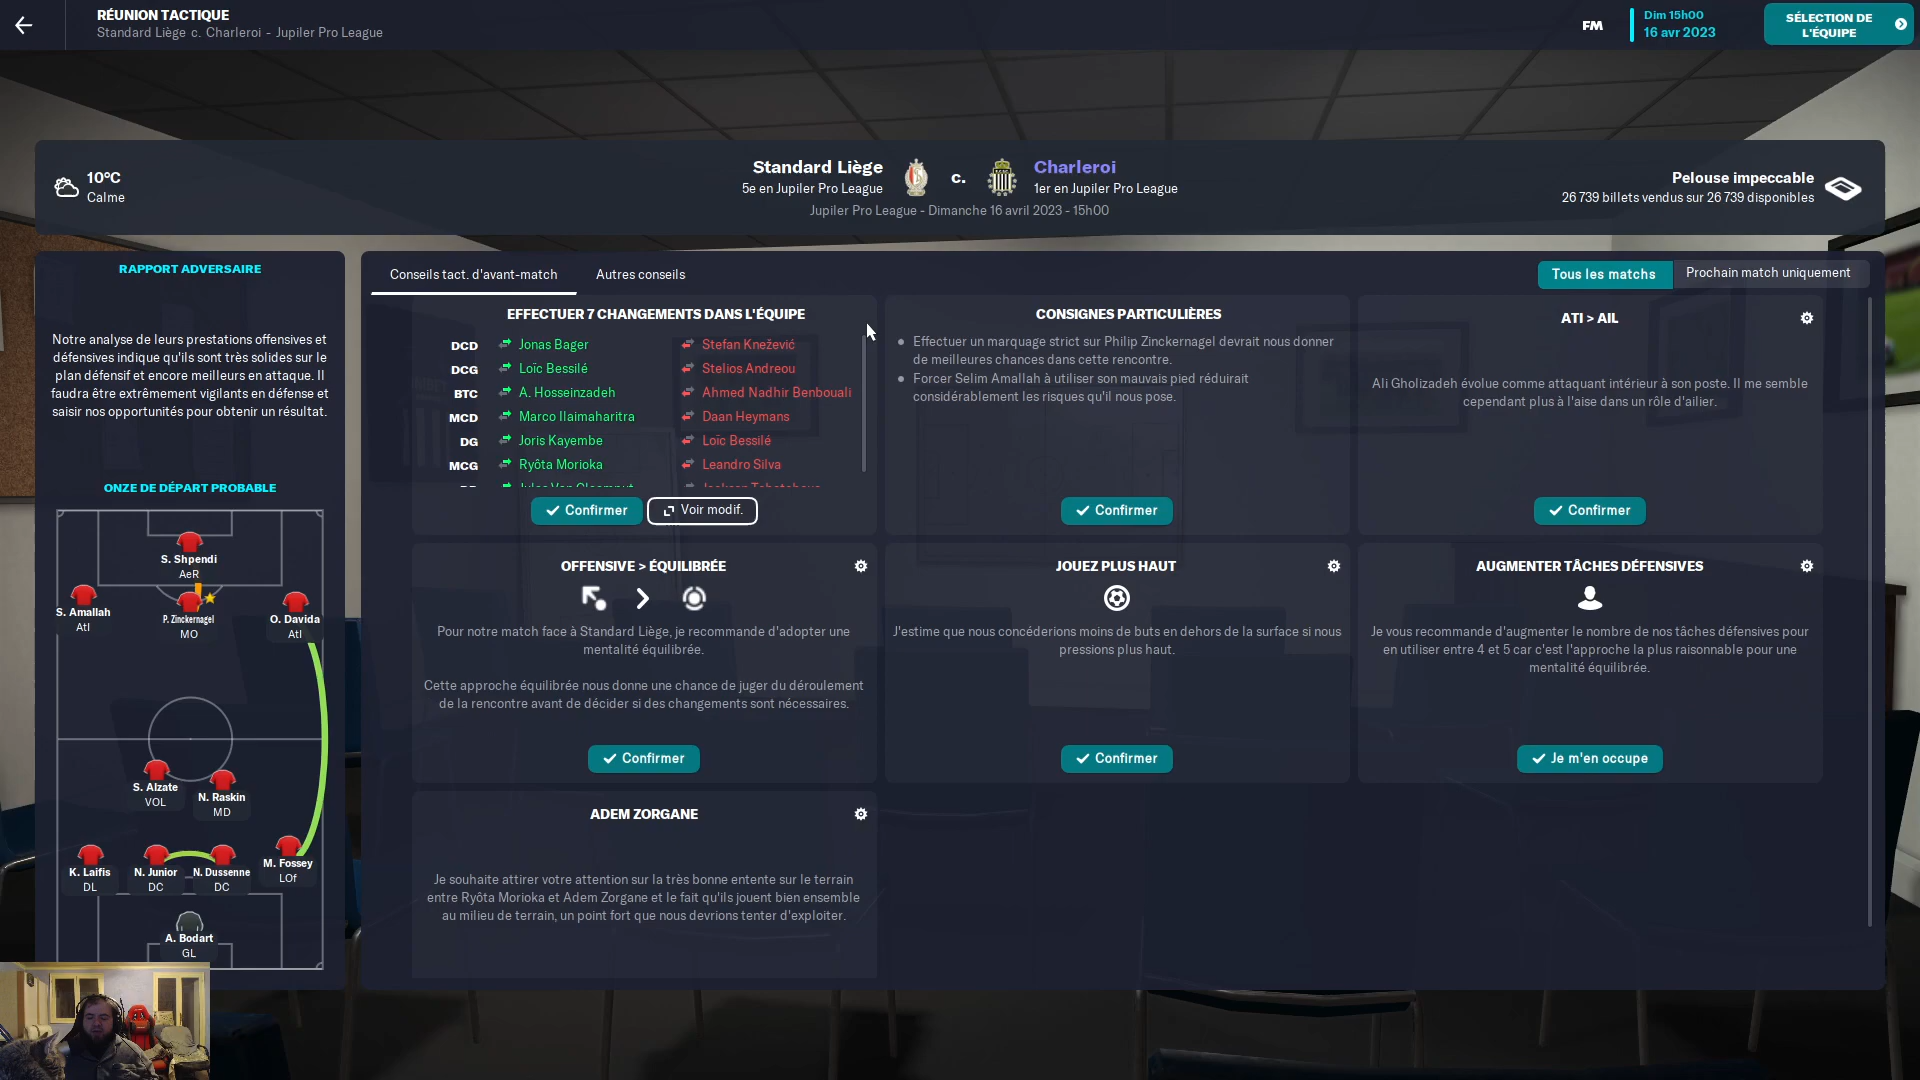 RÉUNION TACTIQUE
Standard Liège c. Charleroi - Jupiler Pro League
FM
Dim 15h00
16 avr 2023
SÉLECTION DE
L'ÉQUIPE
10°C
Calme
Standard Liège
5e en Jupiler Pro League
c.
Charleroi
1er en Jupiler Pro League
Jupiler Pro League - Dimanche 16 avril 2023 - 15h00
Pelouse impeccable
26 739 billets vendus sur 26 739 disponibles
RAPPORT ADVERSAIRE
Notre analyse de leurs prestations offensives et
défensives indique qu'ils sont très solides sur le
plan défensif et encore meilleurs en attaque. Il
faudra être extrêmement vigilants en défense et
saisir nos opportunités pour obtenir un résultat.
ONZE DE DÉPART PROBABLE
S. Shpendi
AeR
S. Amallah
AtI
P. Zinckernagel
MO
O. Davida
AtI
S. Alzate
VOL
N. Raskin
MD
K. Laifis
DL
N. Junior
DC
N. Dussenne
DC
M. Fossey
LOf
A. Bodart
GL
Conseils tact. d'avant-match
Autres conseils
Tous les matchs
Prochain match uniquement
EFFECTUER 7 CHANGEMENTS DANS L'ÉQUIPE
DCD Jonas Bager Stefan Knežević
DCG Loïc Bessilé Stelios Andreou
BTC A. Hosseinzadeh Ahmed Nadhir Benbouali
MCD Marco Ilaimaharitra Daan Heymans
DG Joris Kayembe Loïc Bessilé
MCG Ryôta Morioka Leandro Silva
Confirmer
Voir modif.
CONSIGNES PARTICULIÈRES
Effectuer un marquage strict sur Philip Zinckernagel devrait nous donner
de meilleures chances dans cette rencontre.
Forcer Selim Amallah à utiliser son mauvais pied réduirait
considérablement les risques qu'il nous pose.
Confirmer
ATI > AIL
Ali Gholizadeh évolue comme attaquant intérieur à son poste. Il me semble
cependant plus à l'aise dans un rôle d'ailier.
Confirmer
OFFENSIVE > ÉQUILIBRÉE
Pour notre match face à Standard Liège, je recommande d'adopter une
mentalité équilibrée.
Cette approche équilibrée nous donne une chance de juger du déroulement
de la rencontre avant de décider si des changements sont nécessaires.
Confirmer
JOUEZ PLUS HAUT
J'estime que nous concéderions moins de buts en dehors de la surface si nous
pressions plus haut.
Confirmer
AUGMENTER TÂCHES DÉFENSIVES
Je vous recommande d'augmenter le nombre de nos tâches défensives pour
en utiliser entre 4 et 5 car c'est l'approche la plus raisonnable pour une
mentalité équilibrée.
Je m'en occupe
ADEM ZORGANE
Je souhaite attirer votre attention sur la très bonne entente sur le terrain
entre Ryôta Morioka et Adem Zorgane et le fait qu'ils jouent bien ensemble
au milieu de terrain, un point fort que nous devrions tenter d'exploiter.